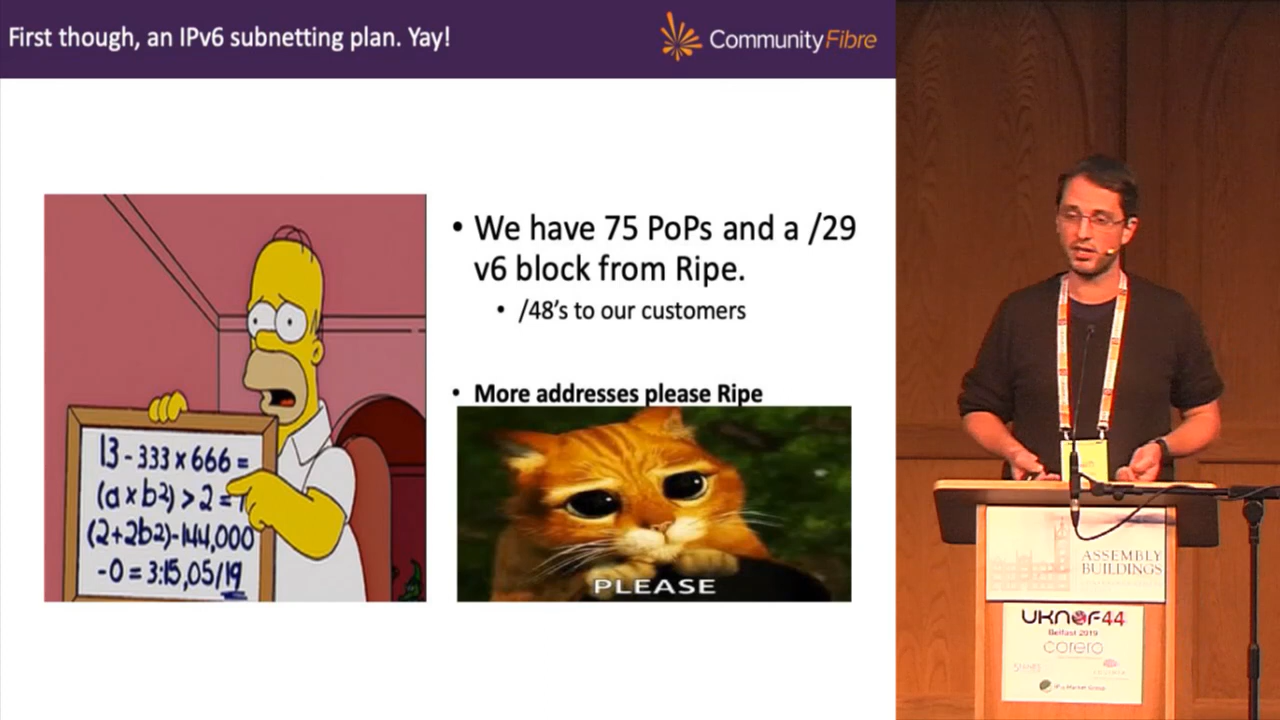 First though, an IPv6 subnetting plan. Yay!
Community Fibre
• We have 75 PoPs and a /29
v6 block from Ripe.
• /48’s to our customers
• More addresses please Ripe
13 - 333 x 666 =
(a x b²) > 2 =
(2+2b2)-144,000
-0 = 3:15,05/19
PLEASE
ASSEMBLY
BUILDINGS
UKNOF44
Belfast 2019
corero